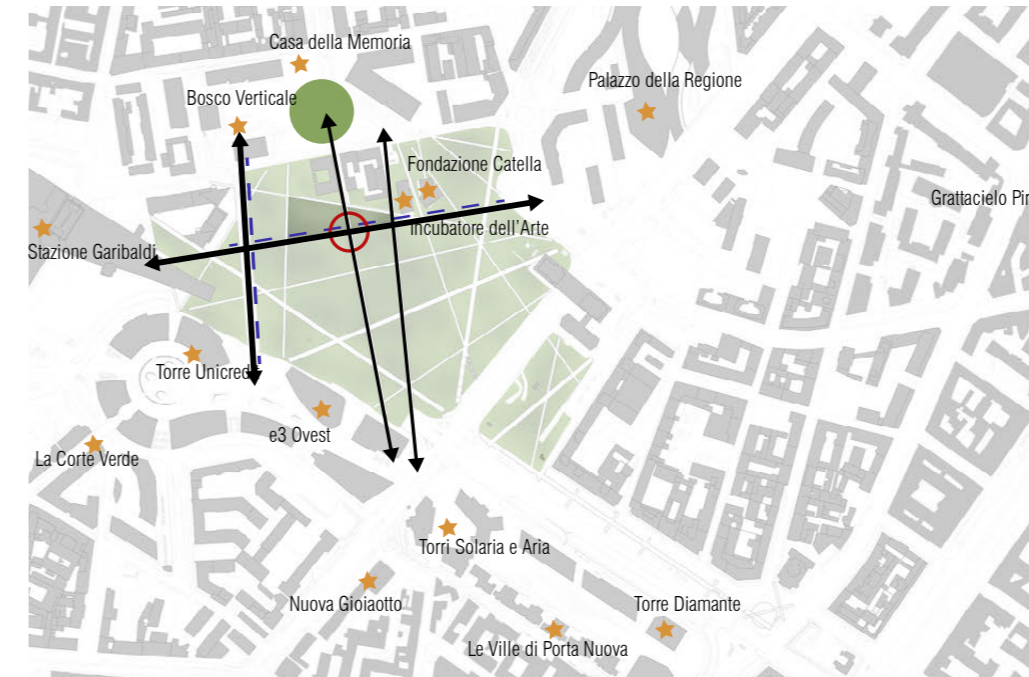 Casa della Memoria
Palazzo della Regione
Bosco Verticale
Fondazione Catella
Grattacielo Pir
Incubatore dell'Arte
Stazione Garibaldi
Torre Unicredit
e3 Ovest
La Corte Verde
Torri Solaria e Aria
Nuova Gioiaotto
Torre Diamante
Le Ville di Porta Nuova